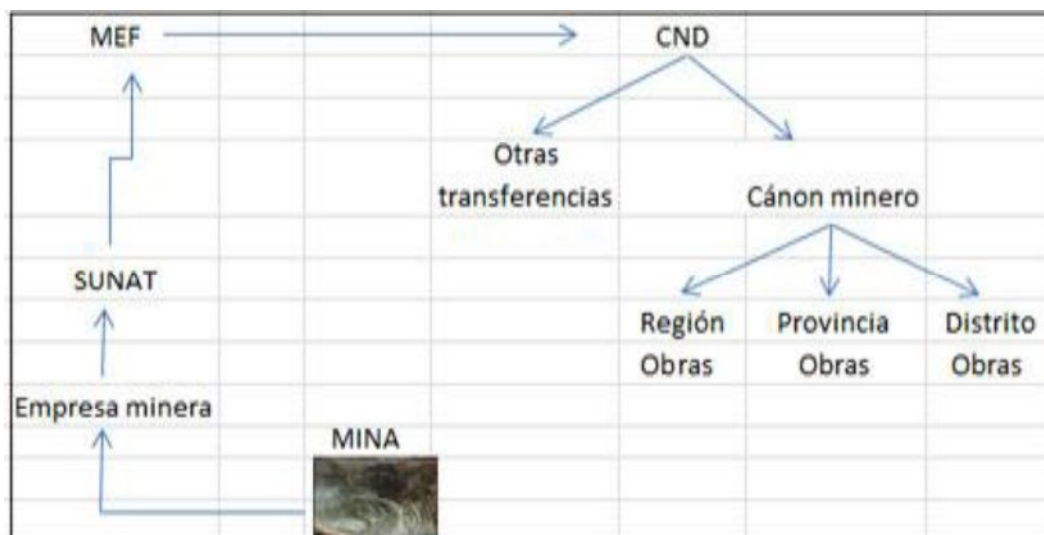 MEF
CND
Otras
transferencias
Cánon minero
SUNAT
Región
Obras
Provincia
Obras
Distrito
Obras
Empresa minera
MINA